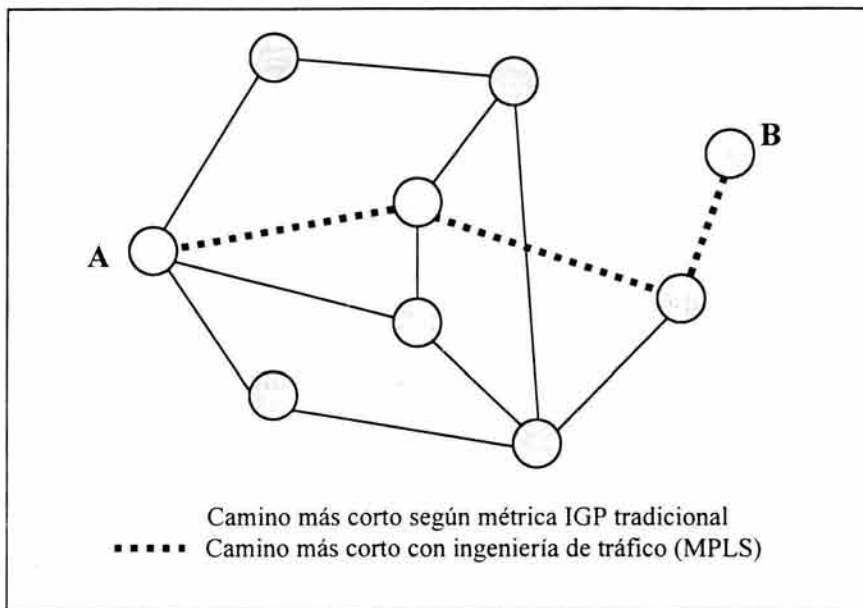 B
A
Camino más corto según métrica IGP tradicional
Camino más corto con ingeniería de tráfico (MPLS)